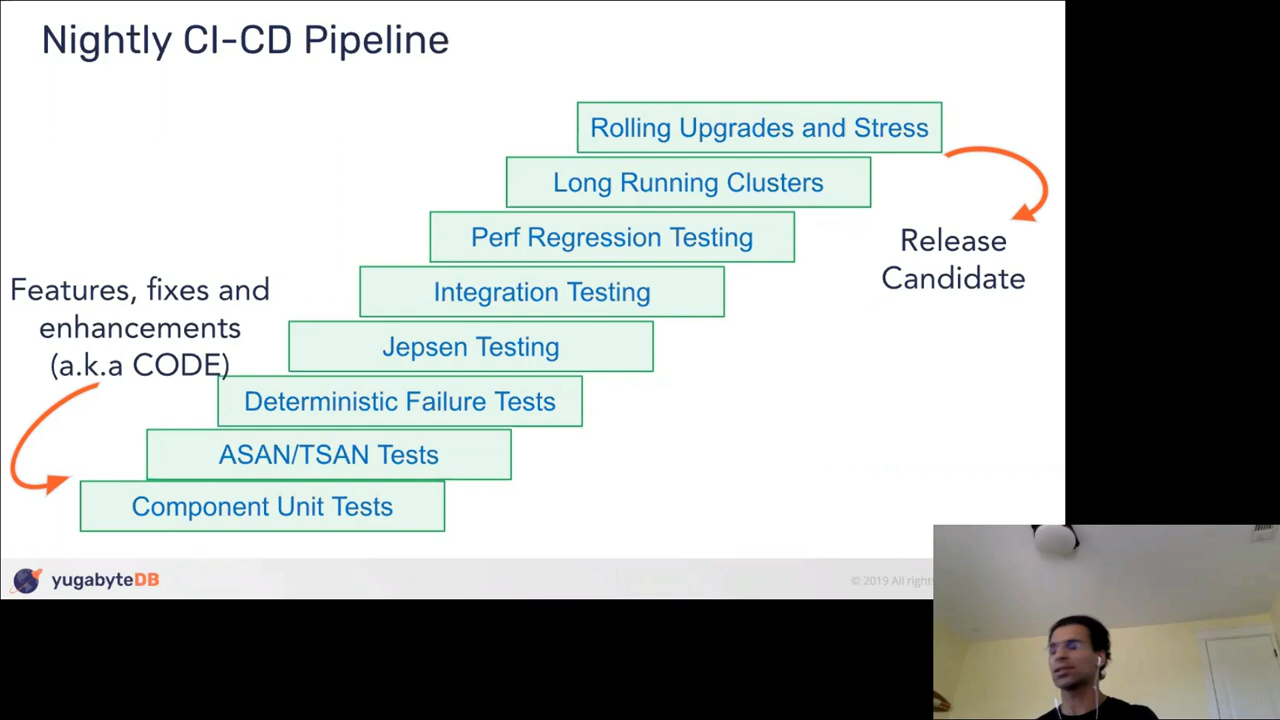 Nightly CI-CD Pipeline
Rolling Upgrades and Stress
Long Running Clusters
Perf Regression Testing
Integration Testing
Jepsen Testing
Deterministic Failure Tests
ASAN/TSAN Tests
Component Unit Tests
Features, fixes and
enhancements
(a.k.a CODE)
Release
Candidate
yugabyteDB
© 2019 All rights